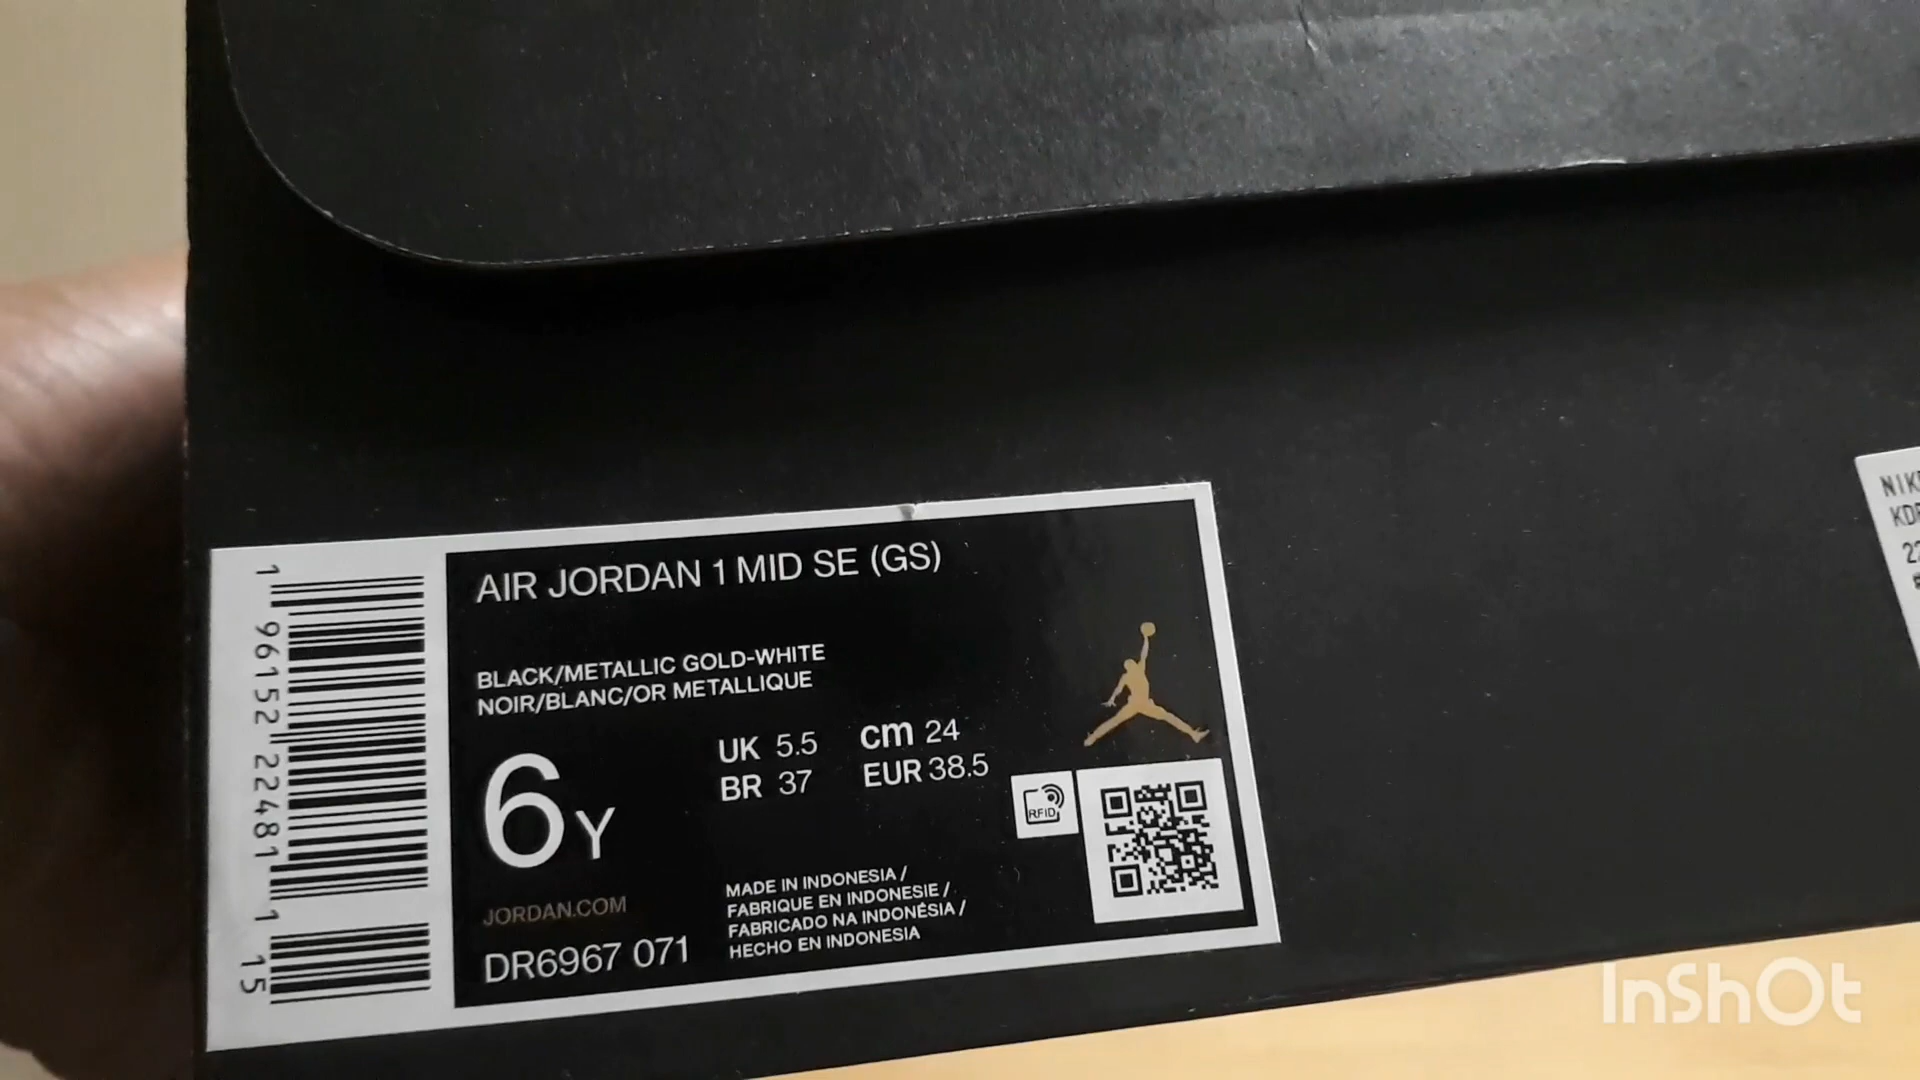 AIR JORDAN 1 MID SE (GS)
BLACK/METALLIC GOLD-WHITE
NOIR/BLANC/OR METALLIQUE
6Y
UK 5.5
cm 24
BR 37
EUR 38.5
RFID
JORDAN.COM
DR6967 071
MADE IN INDONESIA /
FABRIQUE EN INDONESIE /
FABRICADO NA INDONÉSIA /
HECHO EN INDONESIA
1 96152 22481 1 15
InShOt